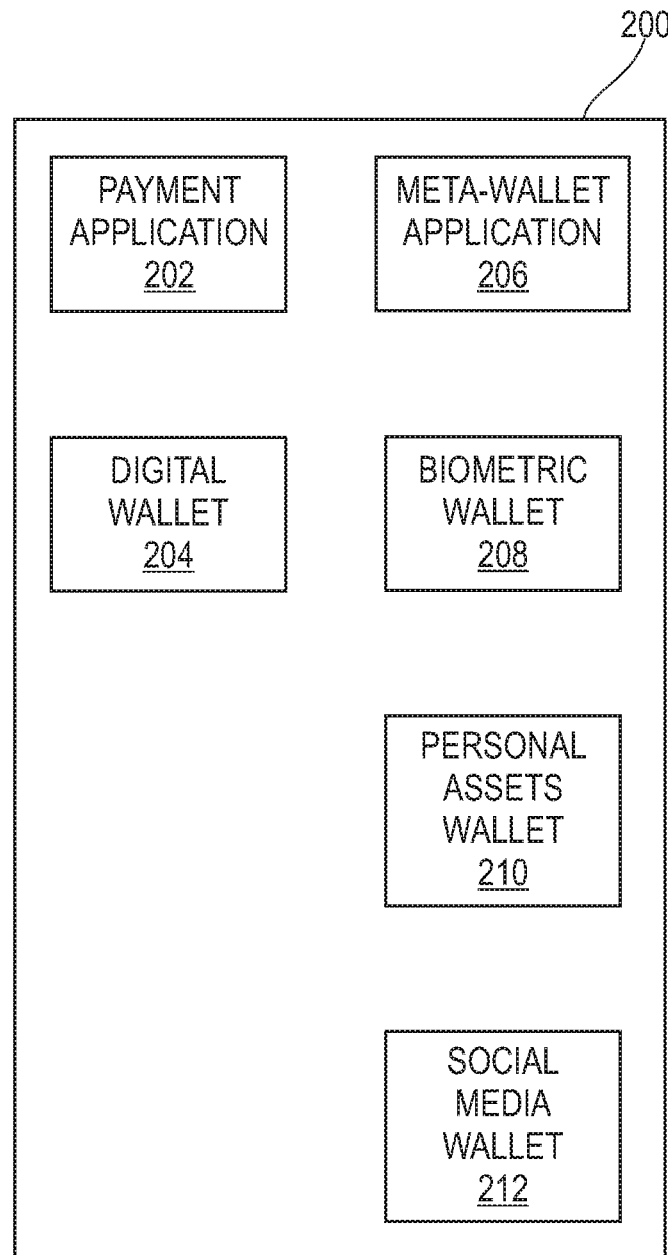 200
PAYMENT
APPLICATION
202
META-WALLET
APPLICATION
206
DIGITAL
WALLET
204
BIOMETRIC
WALLET
208
PERSONAL
ASSETS
WALLET
210
SOCIAL
MEDIA
WALLET
212